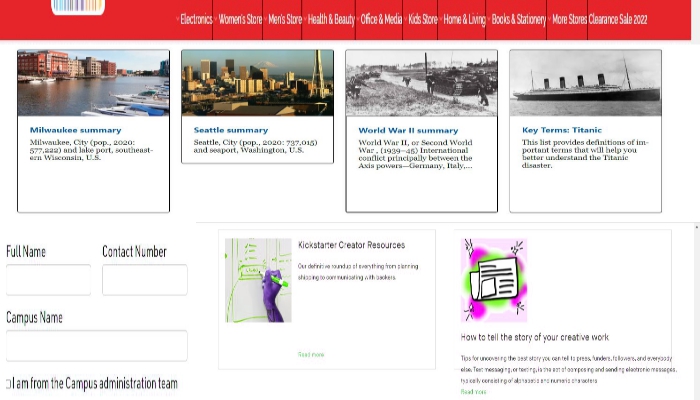 Electronics Women's Store Men's Store Health & Beauty Office & Media Kids Store Home & Living Books & Stationery More Stores Clearance Sale 2022
Milwaukee summary
Milwaukee, City (pop., 2020:
577,222) and lake port, southeast-
ern Wisconsin, U.S.
Seattle summary
Seattle, City (pop., 2020: 737,015)
and seaport, Washington, U.S.
World War II summary
World War II, or Second World
War , (1939–45) International
conflict principally between the
Axis powers—Germany, Italy,...
Key Terms: Titanic
This list provides definitions of im-
portant terms that will help you
better understand the Titanic
disaster.
Full Name
Contact Number
Campus Name
I am from the Campus administration team
Kickstarter Creator Resources
Our definitive roundup of everything from planning
shipping to communicating with backers.
Read more
How to tell the story of your creative work
Tips for uncovering the best story you can tell to press, funders, followers, and everybody
else. Text messaging, or texting, is the act of composing and sending electronic messages,
typically consisting of alphabetic and numeric characters
Read more